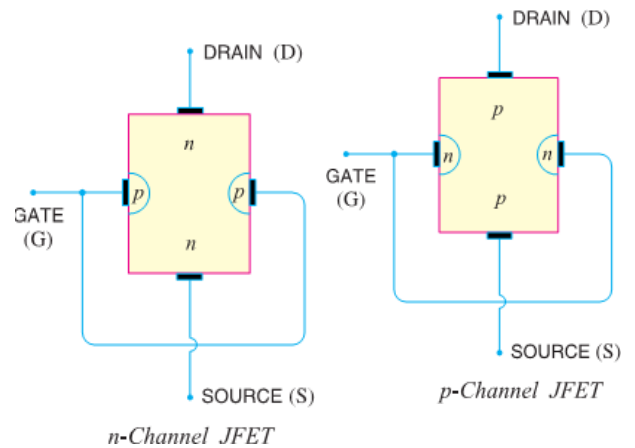 DRAIN (D)
n
p p
GATE
(G)
n
SOURCE (S)
n-Channel JFET
DRAIN (D)
p
n n
GATE
(G)
p
SOURCE (S)
p-Channel JFET